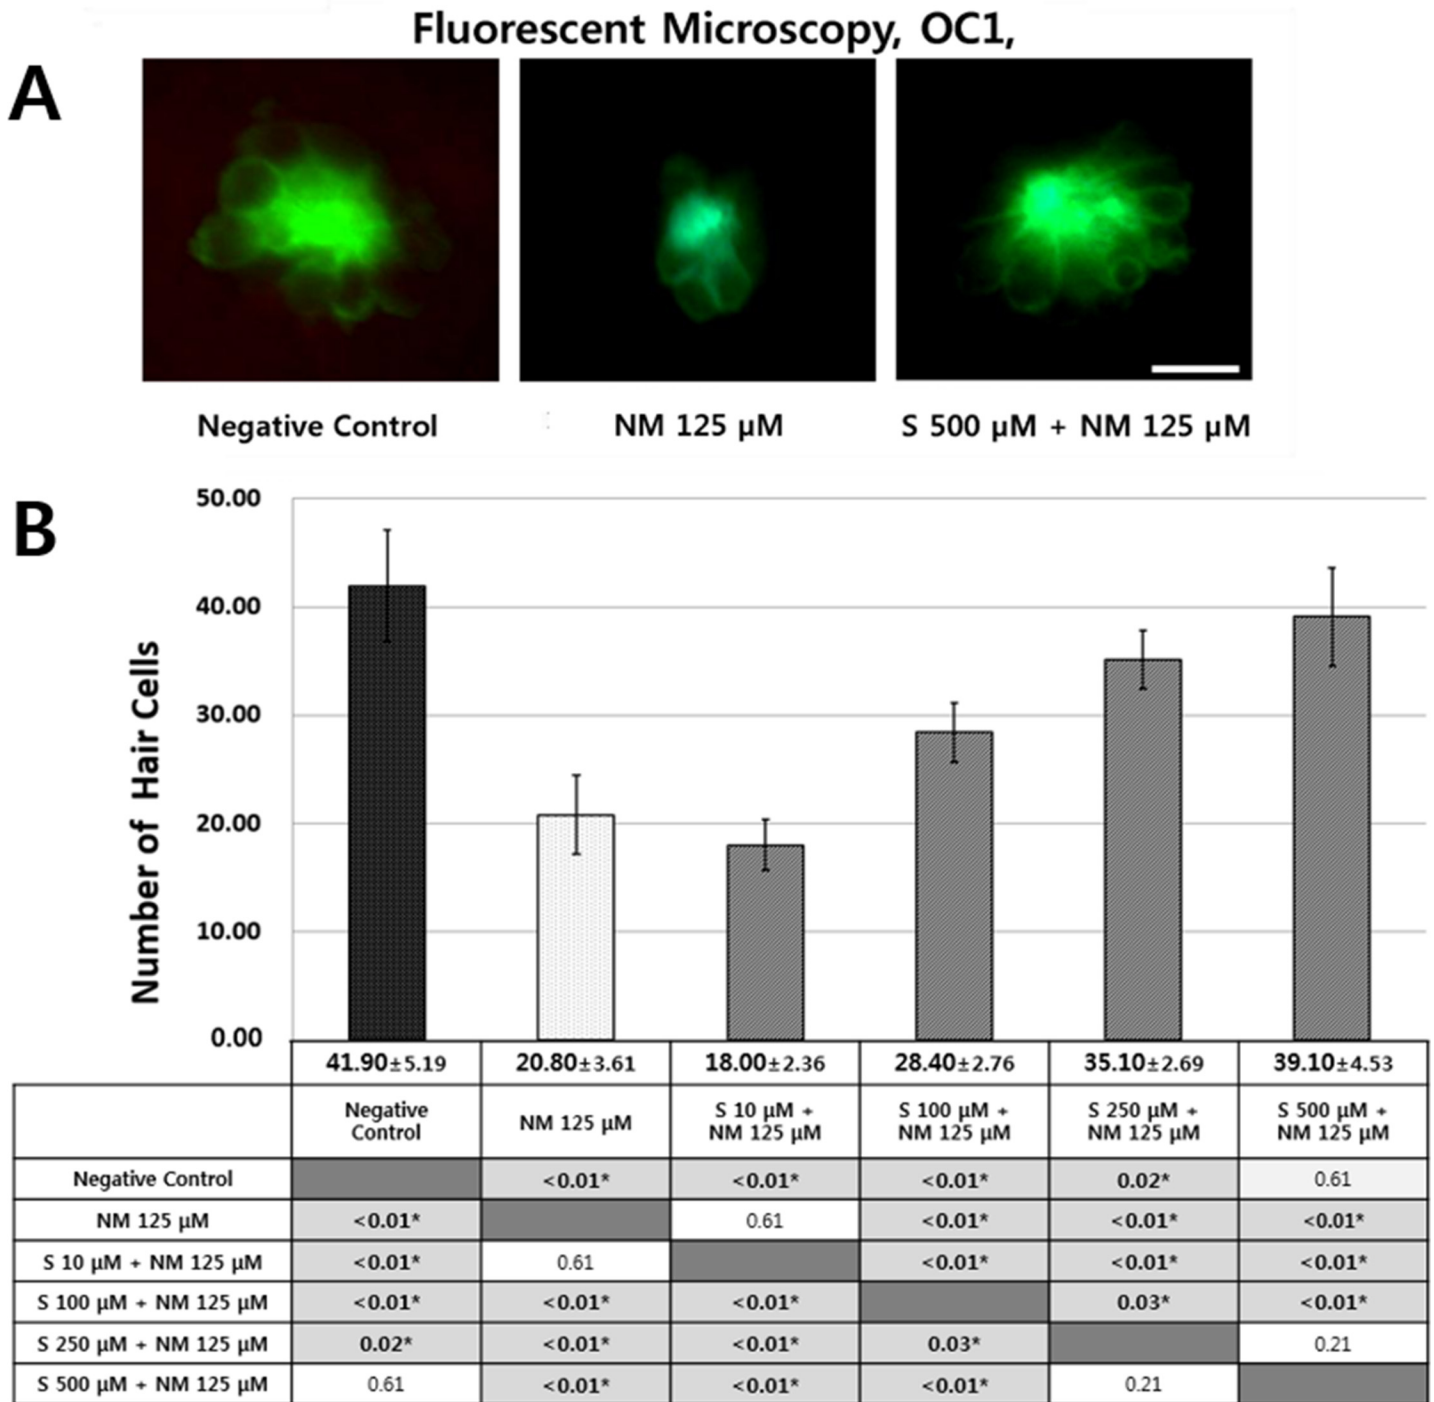 Fluorescent Microscopy, OC1,
A
Negative Control
NM 125 µM
S 500 µM + NM 125 µM
B
Number of Hair Cells
50.00
40.00
30.00
20.00
10.00
0.00
41.90±5.19 20.80±3.61 18.00±2.36 28.40±2.76 35.10±2.69 39.10±4.53
Negative Control NM 125 µM S 10 µM + NM 125 µM S 100 µM + NM 125 µM S 250 µM + NM 125 µM S 500 µM + NM 125 µM
Negative Control <0.01* <0.01* <0.01* 0.02* 0.61
NM 125 µM <0.01* 0.61 <0.01* <0.01* <0.01*
S 10 µM + NM 125 µM <0.01* 0.61 <0.01* <0.01* <0.01*
S 100 µM + NM 125 µM <0.01* <0.01* <0.01* 0.03* <0.01*
S 250 µM + NM 125 µM 0.02* <0.01* <0.01* 0.03* 0.21
S 500 µM + NM 125 µM 0.61 <0.01* <0.01* <0.01* 0.21